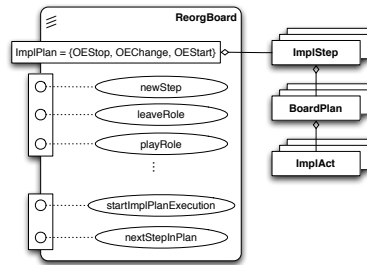 ReorgBoard
ImplPlan = {OEStop, OEChange, OEStart}
ImplStep
newStep
BoardPlan
leaveRole
playRole
ImplAct
⋮
startImplPlanExecution
nextStepInPlan